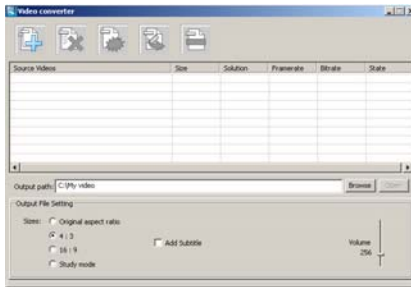 Video converter
Source Videos Size Solution Framerate Bitrate State
Output path: C:\My video Browse Open
Output File Setting
Sizes: Original aspect ratio
4 : 3
16 : 9
Study mode
Add Subtitle
Volume
256